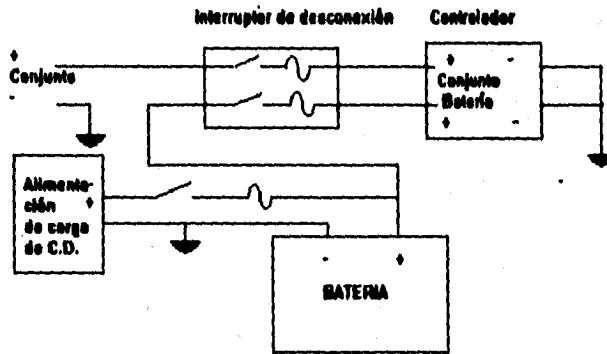 Interruptor de desconexión
Controlador
+
Conjunto
-
+ -
Conjunto
Batería
+ -
Alimenta-
ción +
de carga
de C.D.
- +
BATERIA